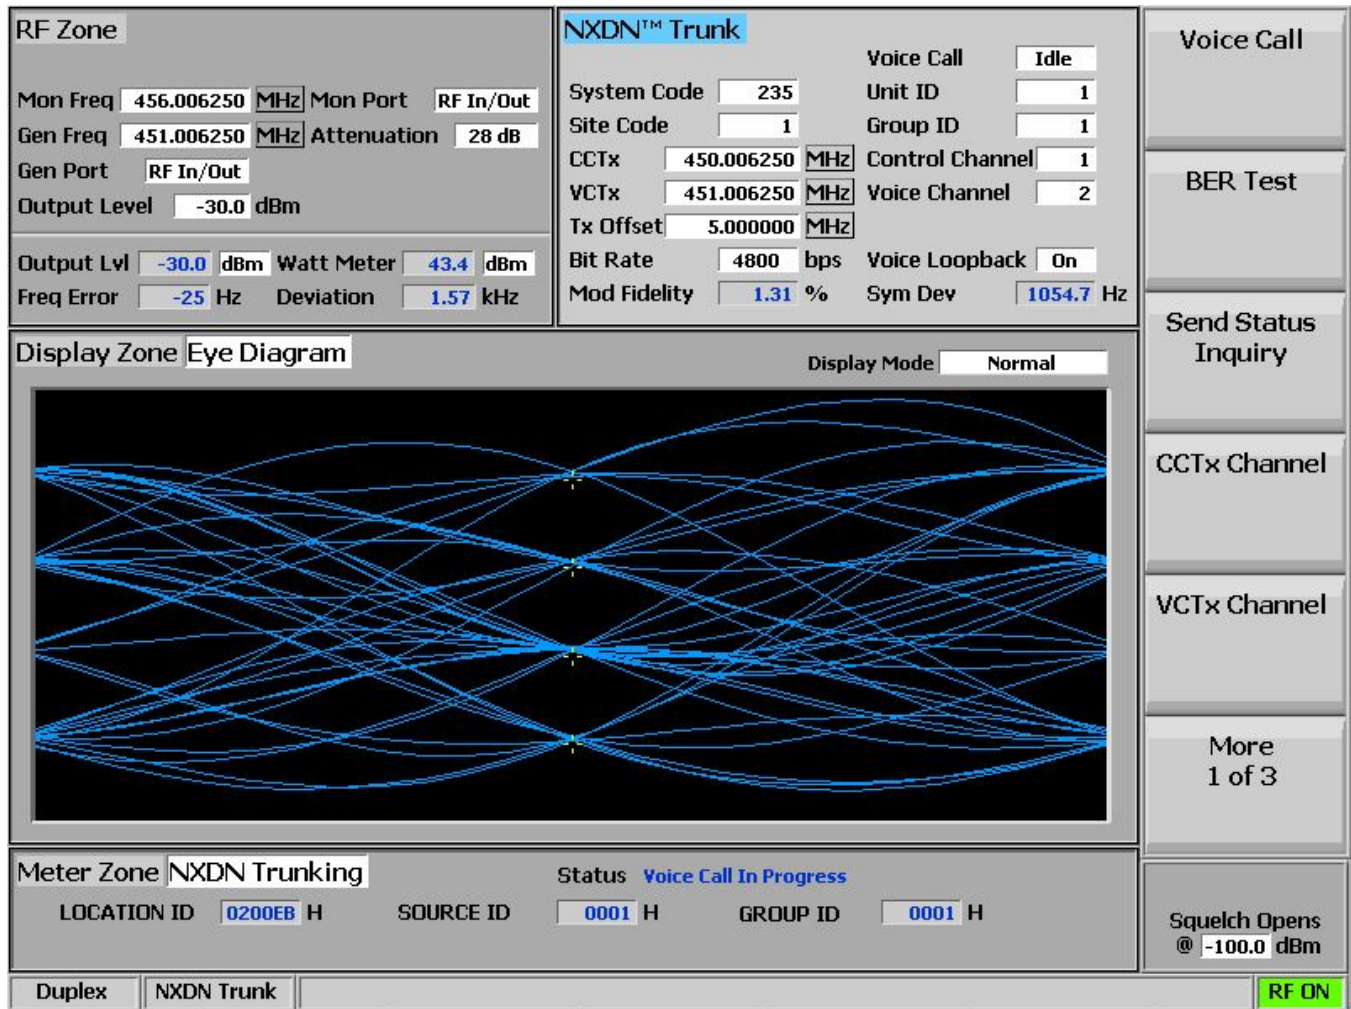 RF Zone
Mon Freq 456.006250 MHz Mon Port RF In/Out
Gen Freq 451.006250 MHz Attenuation 28 dB
Gen Port RF In/Out
Output Level -30.0 dBm
Output Lvl -30.0 dBm Watt Meter 43.4 dBm
Freq Error -25 Hz Deviation 1.57 kHz
NXDN™ Trunk
Voice Call Idle
System Code 235 Unit ID 1
Site Code 1 Group ID 1
CCTx 450.006250 MHz Control Channel 1
VCTx 451.006250 MHz Voice Channel 2
Tx Offset 5.000000 MHz
Bit Rate 4800 bps Voice Loopback On
Mod Fidelity 1.31 % Sym Dev 1054.7 Hz
Display Zone Eye Diagram
Display Mode Normal
Meter Zone NXDN Trunking
Status Voice Call In Progress
LOCATION ID 0200EB H SOURCE ID 0001 H GROUP ID 0001 H
Duplex NXDN Trunk
Voice Call
BER Test
Send Status
Inquiry
CCTx Channel
VCTx Channel
More
1 of 3
Squelch Opens
@ -100.0 dBm
RF ON